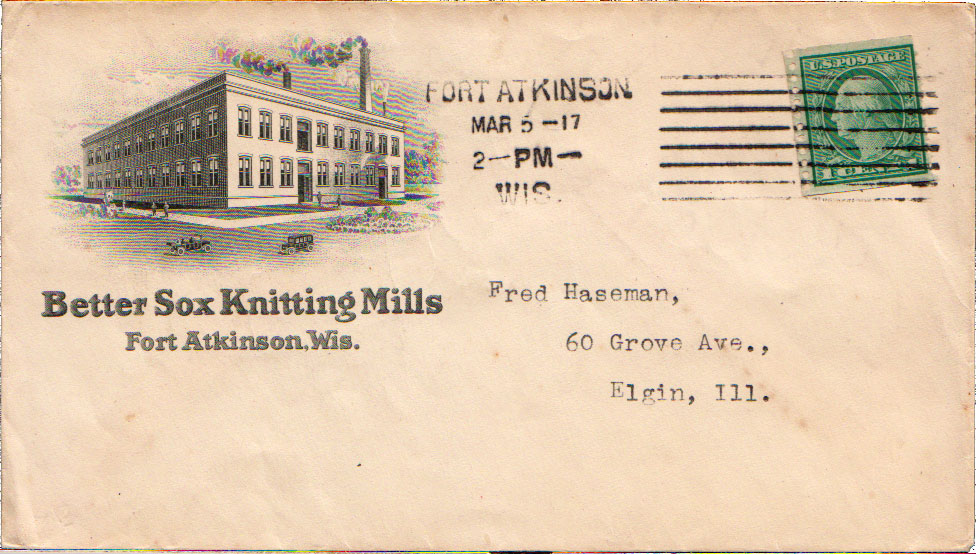 FORT ATKINSON
MAR 5 -17
2-PM-
WIS.
U.S. POSTAGE
Better Sox Knitting Mills
Fort Atkinson, Wis.
Fred Haseman,
60 Grove Ave.,
Elgin, Ill.